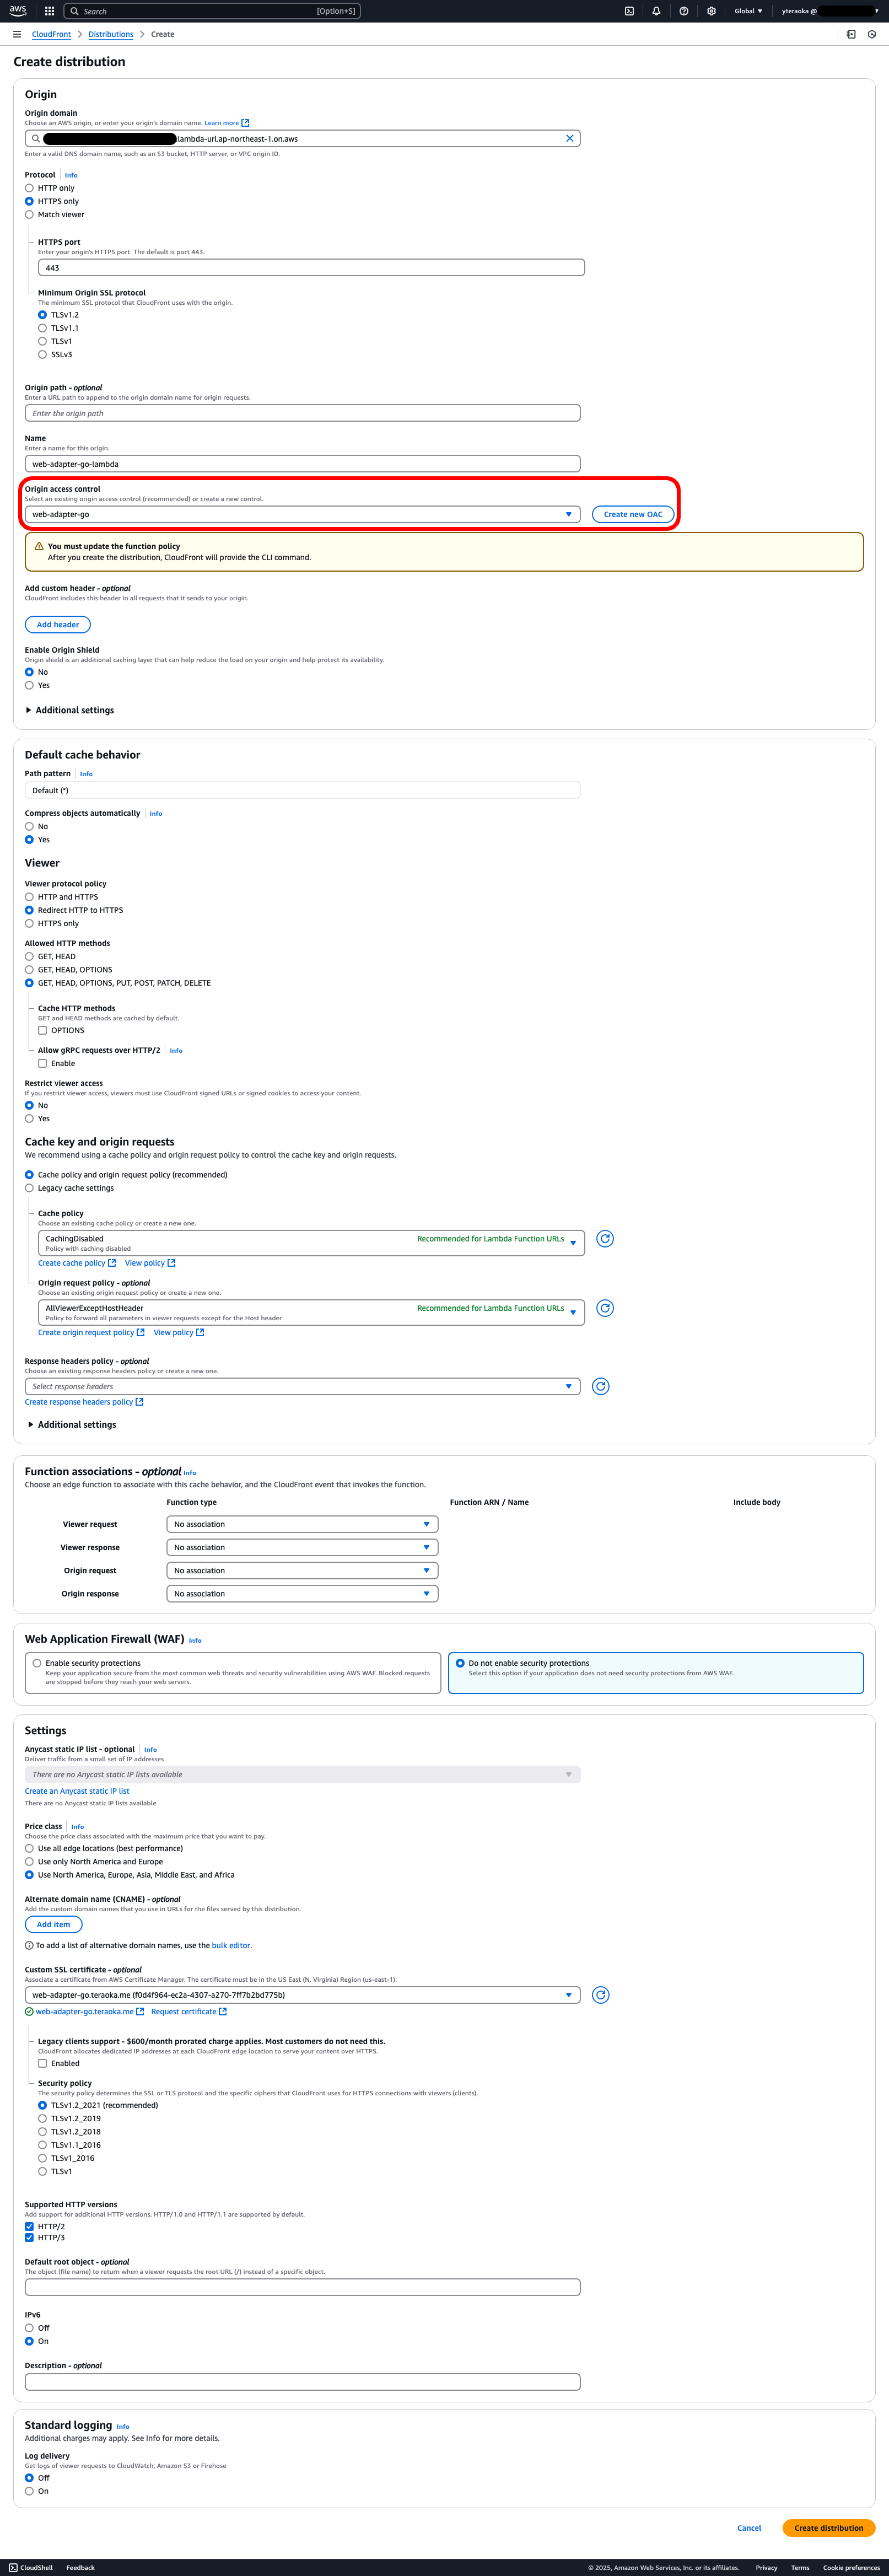 aws
Search
[Option+S]
Global
yteraoka @
CloudFront
Distributions
Create
Create distribution
Origin
Origin domain
Choose an AWS origin, or enter your origin's domain name. Learn more
lambda-url.ap-northeast-1.on.aws
Enter a valid DNS domain name, such as an S3 bucket, HTTP server, or VPC origin ID.
Protocol
Info
HTTP only
HTTPS only
Match viewer
HTTPS port
Enter your origin's HTTPS port. The default is port 443.
443
Minimum Origin SSL protocol
The minimum SSL protocol that CloudFront uses with the origin.
TLSv1.2
TLSv1.1
TLSv1
SSLv3
Origin path - optional
Enter a URL path to append to the origin domain name for origin requests.
Enter the origin path
Name
Enter a name for this origin.
web-adapter-go-lambda
Origin access control
Select an existing origin access control (recommended) or create a new control.
web-adapter-go
Create new OAC
You must update the function policy
After you create the distribution, CloudFront will provide the CLI command.
Add custom header - optional
CloudFront includes this header in all requests that it sends to your origin.
Add header
Enable Origin Shield
Origin shield is an additional caching layer that can help reduce the load on your origin and help protect its availability.
No
Yes
Additional settings
Default cache behavior
Path pattern
Info
Default (*)
Compress objects automatically
Info
No
Yes
Viewer
Viewer protocol policy
HTTP and HTTPS
Redirect HTTP to HTTPS
HTTPS only
Allowed HTTP methods
GET, HEAD
GET, HEAD, OPTIONS
GET, HEAD, OPTIONS, PUT, POST, PATCH, DELETE
Cache HTTP methods
GET and HEAD methods are cached by default.
OPTIONS
Allow gRPC requests over HTTP/2
Info
Enable
Restrict viewer access
If you restrict viewer access, viewers must use CloudFront signed URLs or signed cookies to access your content.
No
Yes
Cache key and origin requests
We recommend using a cache policy and origin request policy to control the cache key and origin requests.
Cache policy and origin request policy (recommended)
Legacy cache settings
Cache policy
Choose an existing cache policy or create a new one.
CachingDisabled
Recommended for Lambda Function URLs
Policy with caching disabled
Create cache policy
View policy
Origin request policy - optional
Choose an existing origin request policy or create a new one.
AllViewerExceptHostHeader
Recommended for Lambda Function URLs
Policy to forward all parameters in viewer requests except for the Host header
Create origin request policy
View policy
Response headers policy - optional
Choose an existing response headers policy or create a new one.
Select response headers
Create response headers policy
Additional settings
Function associations - optional Info
Choose an edge function to associate with this cache behavior, and the CloudFront event that invokes the function.
Function type
Function ARN / Name
Include body
Viewer request
No association
Viewer response
No association
Origin request
No association
Origin response
No association
Web Application Firewall (WAF) Info
Enable security protections
Keep your application secure from the most common web threats and security vulnerabilities using AWS WAF. Blocked requests
are stopped before they reach your web servers.
Do not enable security protections
Select this option if your application does not need security protections from AWS WAF.
Settings
Anycast static IP list - optional
Info
Deliver traffic from a small set of IP addresses
There are no Anycast static IP lists available
Create an Anycast static IP list
There are no Anycast static IP lists available
Price class
Info
Choose the price class associated with the maximum price that you want to pay.
Use all edge locations (best performance)
Use only North America and Europe
Use North America, Europe, Asia, Middle East, and Africa
Alternate domain name (CNAME) - optional
Add the custom domain names that you use in URLs for the files served by this distribution.
Add item
To add a list of alternative domain names, use the bulk editor.
Custom SSL certificate - optional
Associate a certificate from AWS Certificate Manager. The certificate must be in the US East (N. Virginia) Region (us-east-1).
web-adapter-go.teraoka.me (f0d4f964-ec2a-4307-a270-7ff7b2bd775b)
web-adapter-go.teraoka.me
Request certificate
Legacy clients support - $600/month prorated charge applies. Most customers do not need this.
CloudFront allocates dedicated IP addresses at each CloudFront edge location to serve your content over HTTPS.
Enabled
Security policy
The security policy determines the SSL or TLS protocol and the specific ciphers that CloudFront uses for HTTPS connections with viewers (clients).
TLSv1.2_2021 (recommended)
TLSv1.2_2019
TLSv1.2_2018
TLSv1.1_2016
TLSv1_2016
TLSv1
Supported HTTP versions
Add support for additional HTTP versions. HTTP/1.0 and HTTP/1.1 are supported by default.
HTTP/2
HTTP/3
Default root object - optional
The object (file name) to return when a viewer requests the root URL (/) instead of a specific object.
IPv6
Off
On
Description - optional
Standard logging Info
Additional charges may apply. See Info for more details.
Log delivery
Get logs of viewer requests to CloudWatch, Amazon S3 or Firehose
Off
On
Cancel
Create distribution
CloudShell
Feedback
© 2025, Amazon Web Services, Inc. or its affiliates.
Privacy
Terms
Cookie preferences